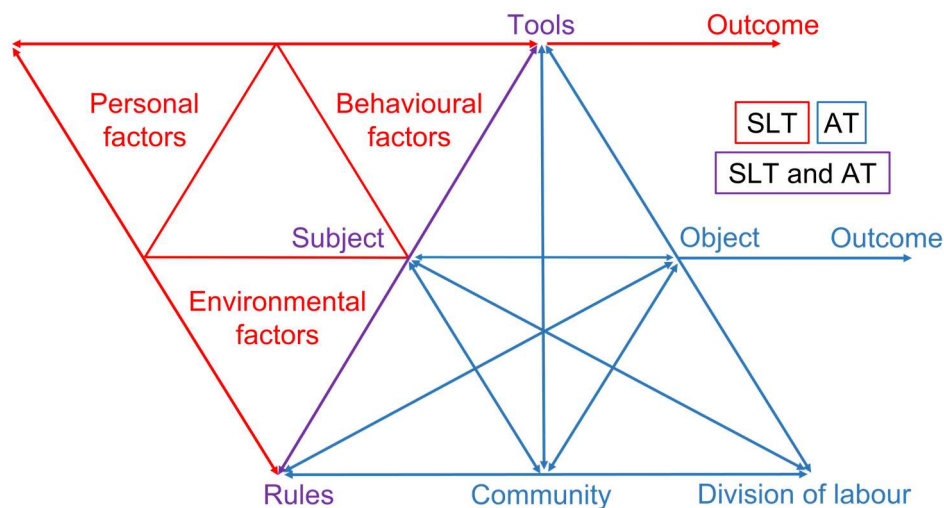 Tools
Outcome
Personal
factors
Behavioural
factors
SLT
AT
SLT and AT
Subject
Object
Outcome
Environmental
factors
Rules
Community
Division of labour